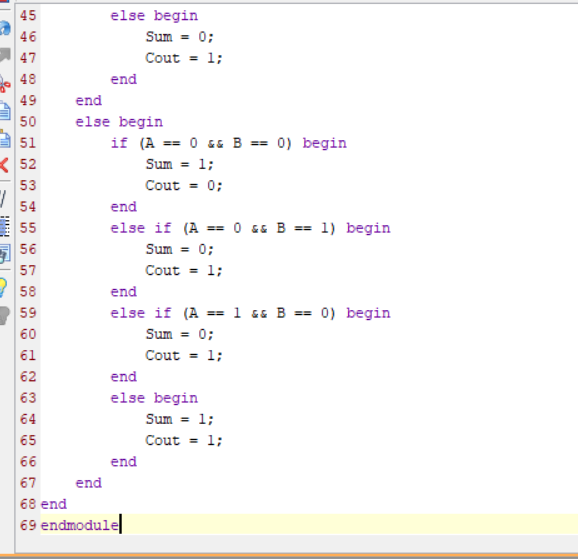 45 else begin
46 Sum = 0;
47 Cout = 1;
48 end
49 end
50 else begin
51 if (A == 0 && B == 0) begin
52 Sum = 1;
53 Cout = 0;
54 end
55 else if (A == 0 && B == 1) begin
56 Sum = 0;
57 Cout = 1;
58 end
59 else if (A == 1 && B == 0) begin
60 Sum = 0;
61 Cout = 1;
62 end
63 else begin
64 Sum = 1;
65 Cout = 1;
66 end
67 end
68 end
69 endmodule